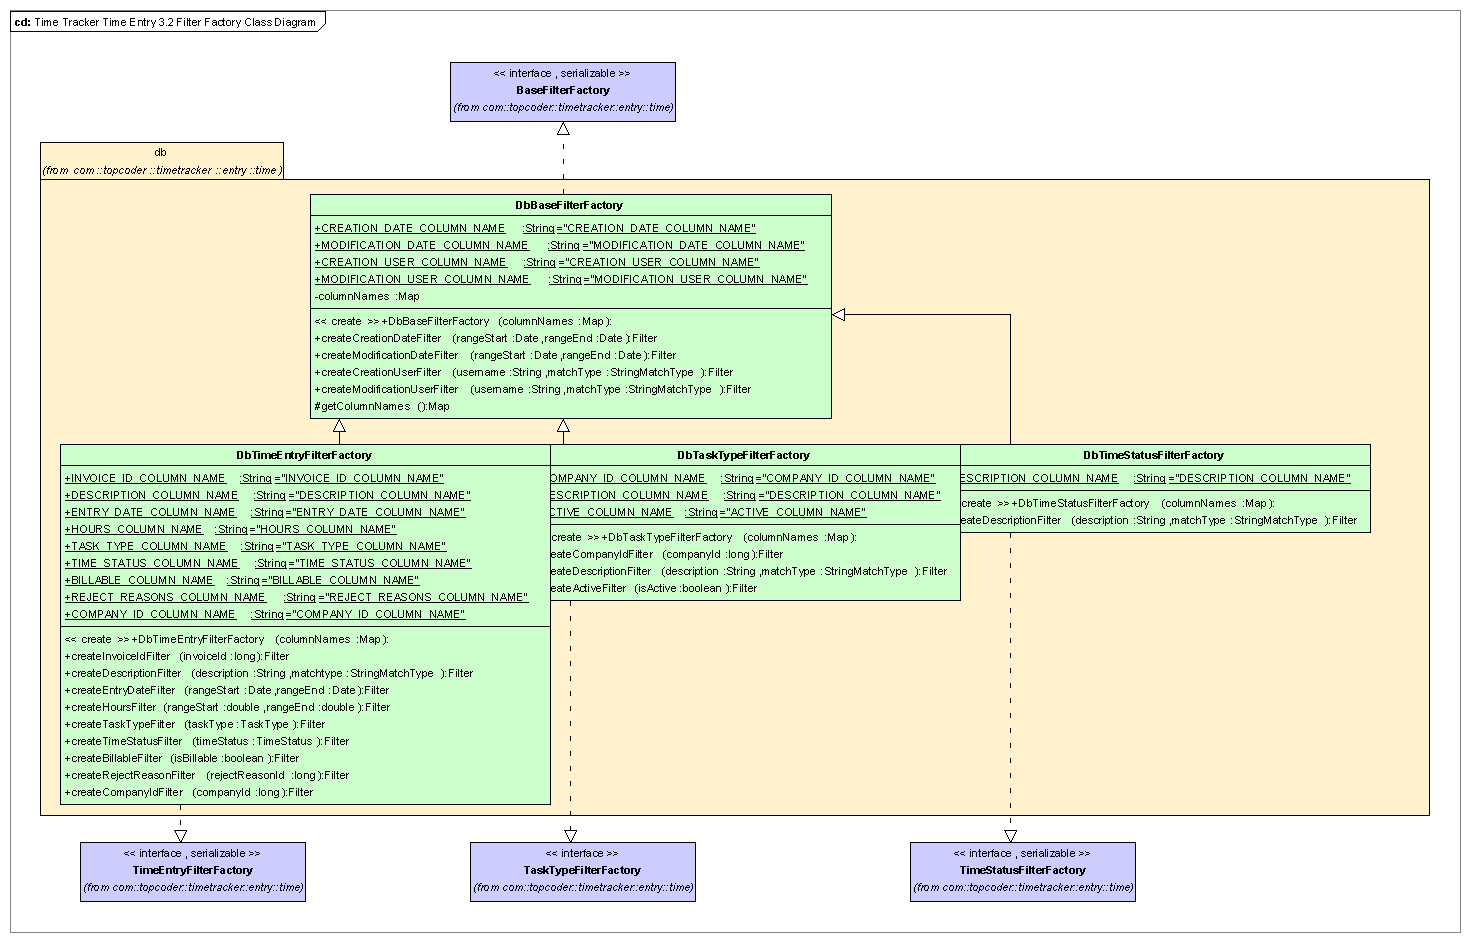 cd: Time Tracker Time Entry 3.2 Filter Factory Class Diagram
<< interface , serializable >>
BaseFilterFactory
(from com::topcoder::timetracker::entry::time)
db
(from com::topcoder::timetracker::entry::time)
DbBaseFilterFactory
+CREATION_DATE_COLUMN_NAME :String="CREATION_DATE_COLUMN_NAME"
+MODIFICATION_DATE_COLUMN_NAME :String="MODIFICATION_DATE_COLUMN_NAME"
+CREATION_USER_COLUMN_NAME :String="CREATION_USER_COLUMN_NAME"
+MODIFICATION_USER_COLUMN_NAME :String="MODIFICATION_USER_COLUMN_NAME"
-columnNames :Map
<< create >>+DbBaseFilterFactory (columnNames :Map):
+createCreationDateFilter (rangeStart :Date,rangeEnd :Date):Filter
+createModificationDateFilter (rangeStart :Date,rangeEnd :Date):Filter
+createCreationUserFilter (username :String,matchType :StringMatchType ):Filter
+createModificationUserFilter (username :String,matchType :StringMatchType ):Filter
#getColumnNames ():Map
DbTimeEntryFilterFactory
+INVOICE_ID_COLUMN_NAME :String="INVOICE_ID_COLUMN_NAME"
+DESCRIPTION_COLUMN_NAME :String="DESCRIPTION_COLUMN_NAME"
+ENTRY_DATE_COLUMN_NAME :String="ENTRY_DATE_COLUMN_NAME"
+HOURS_COLUMN_NAME :String="HOURS_COLUMN_NAME"
+TASK_TYPE_COLUMN_NAME :String="TASK_TYPE_COLUMN_NAME"
+TIME_STATUS_COLUMN_NAME :String="TIME_STATUS_COLUMN_NAME"
+BILLABLE_COLUMN_NAME :String="BILLABLE_COLUMN_NAME"
+REJECT_REASONS_COLUMN_NAME :String="REJECT_REASONS_COLUMN_NAME"
+COMPANY_ID_COLUMN_NAME :String="COMPANY_ID_COLUMN_NAME"
<< create >>+DbTimeEntryFilterFactory (columnNames :Map):
+createInvoiceIdFilter (invoiceId :long):Filter
+createDescriptionFilter (description :String,matchtype :StringMatchType ):Filter
+createEntryDateFilter (rangeStart :Date,rangeEnd :Date):Filter
+createHoursFilter (rangeStart :double,rangeEnd :double):Filter
+createTaskTypeFilter (taskType :TaskType ):Filter
+createTimeStatusFilter (timeStatus :TimeStatus ):Filter
+createBillableFilter (isBillable :boolean ):Filter
+createRejectReasonFilter (rejectReasonId :long):Filter
+createCompanyIdFilter (companyId :long):Filter
DbTaskTypeFilterFactory
OMPANY_ID_COLUMN_NAME :String="COMPANY_ID_COLUMN_NAME"
ESCRIPTION_COLUMN_NAME :String="DESCRIPTION_COLUMN_NAME"
CTIVE_COLUMN_NAME :String="ACTIVE_COLUMN_NAME"
create >>+DbTaskTypeFilterFactory (columnNames :Map):
eateCompanyIdFilter (companyId :long):Filter
eateDescriptionFilter (description :String,matchType :StringMatchType ):Filter
eateActiveFilter (isActive :boolean ):Filter
DbTimeStatusFilterFactory
ESCRIPTION_COLUMN_NAME :String="DESCRIPTION_COLUMN_NAME"
create >>+DbTimeStatusFilterFactory (columnNames :Map):
eateDescriptionFilter (description :String,matchType :StringMatchType ):Filter
<< interface , serializable >>
TimeEntryFilterFactory
(from com::topcoder::timetracker::entry::time)
<< interface >>
TaskTypeFilterFactory
(from com::topcoder::timetracker::entry::time)
<< interface , serializable >>
TimeStatusFilterFactory
(from com::topcoder::timetracker::entry::time)